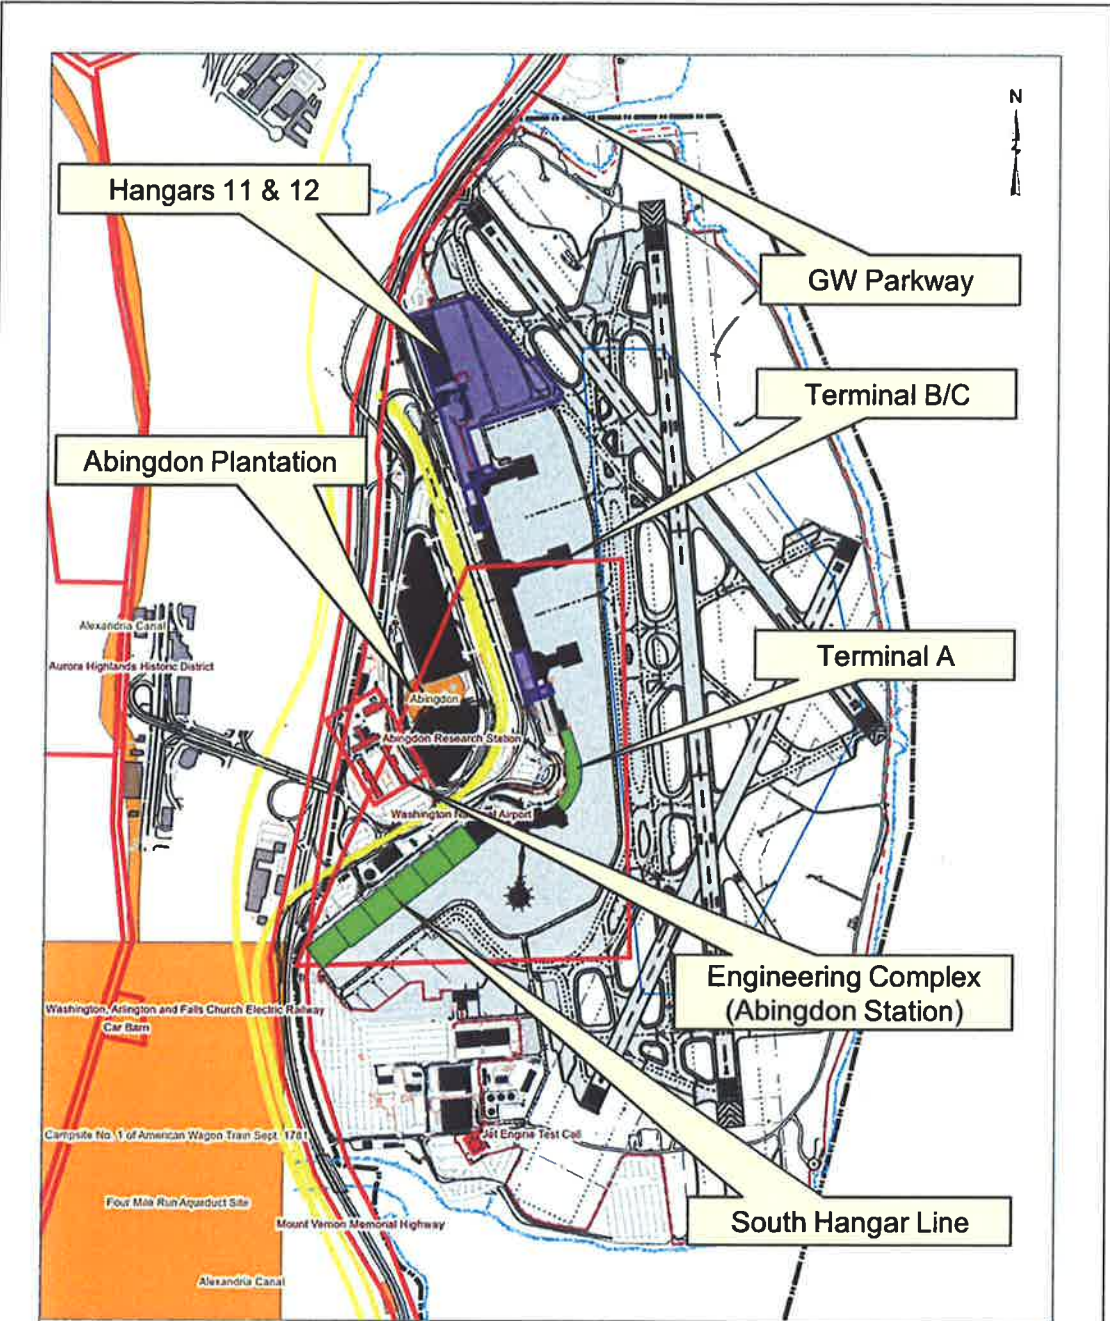 N
Hangars 11 & 12
GW Parkway
Terminal B/C
Abingdon Plantation
Alexandria Canal
Aurora Highlands Historic District
Terminal A
Abingdon
Abingdon Research Station
Washington National Airport
Engineering Complex
(Abingdon Station)
Washington, Arlington and Falls Church Electric Railway
Car Barn
Campsite No. 1 of American Wagon Train Sept. 1781
Jet Engine Test Cell
Four Mile Run Aqueduct Site
South Hangar Line
Mount Vernon Memorial Highway
Alexandria Canal